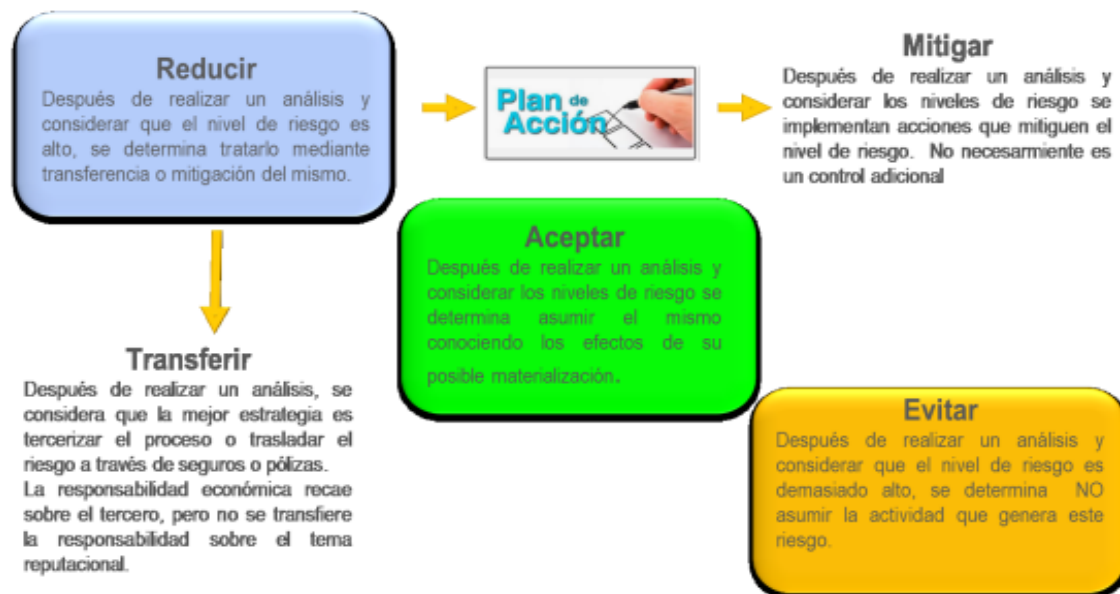 Reducir
Después de realizar un análisis y
considerar que el nivel de riesgo es
alto, se determina tratarlo mediante
transferencia o mitigación del mismo.
Plan de
Acción
Mitigar
Después de realizar un análisis y
considerar los niveles de riesgo se
implementan acciones que mitiguen el
nivel de riesgo. No necesarmiente es
un control adicional
Aceptar
Después de realizar un análisis y
considerar los niveles de riesgo se
determina asumir el mismo
conociendo los efectos de su
posible materialización.
Transferir
Después de realizar un análisis, se
considera que la mejor estrategia es
tercerizar el proceso o trasladar el
riesgo a través de seguros o pólizas.
La responsabilidad económica recae
sobre el tercero, pero no se transfiere
la responsabilidad sobre el tema
reputacional.
Evitar
Después de realizar un análisis y
considerar que el nivel de riesgo es
demasiado alto, se determina NO
asumir la actividad que genera este
riesgo.